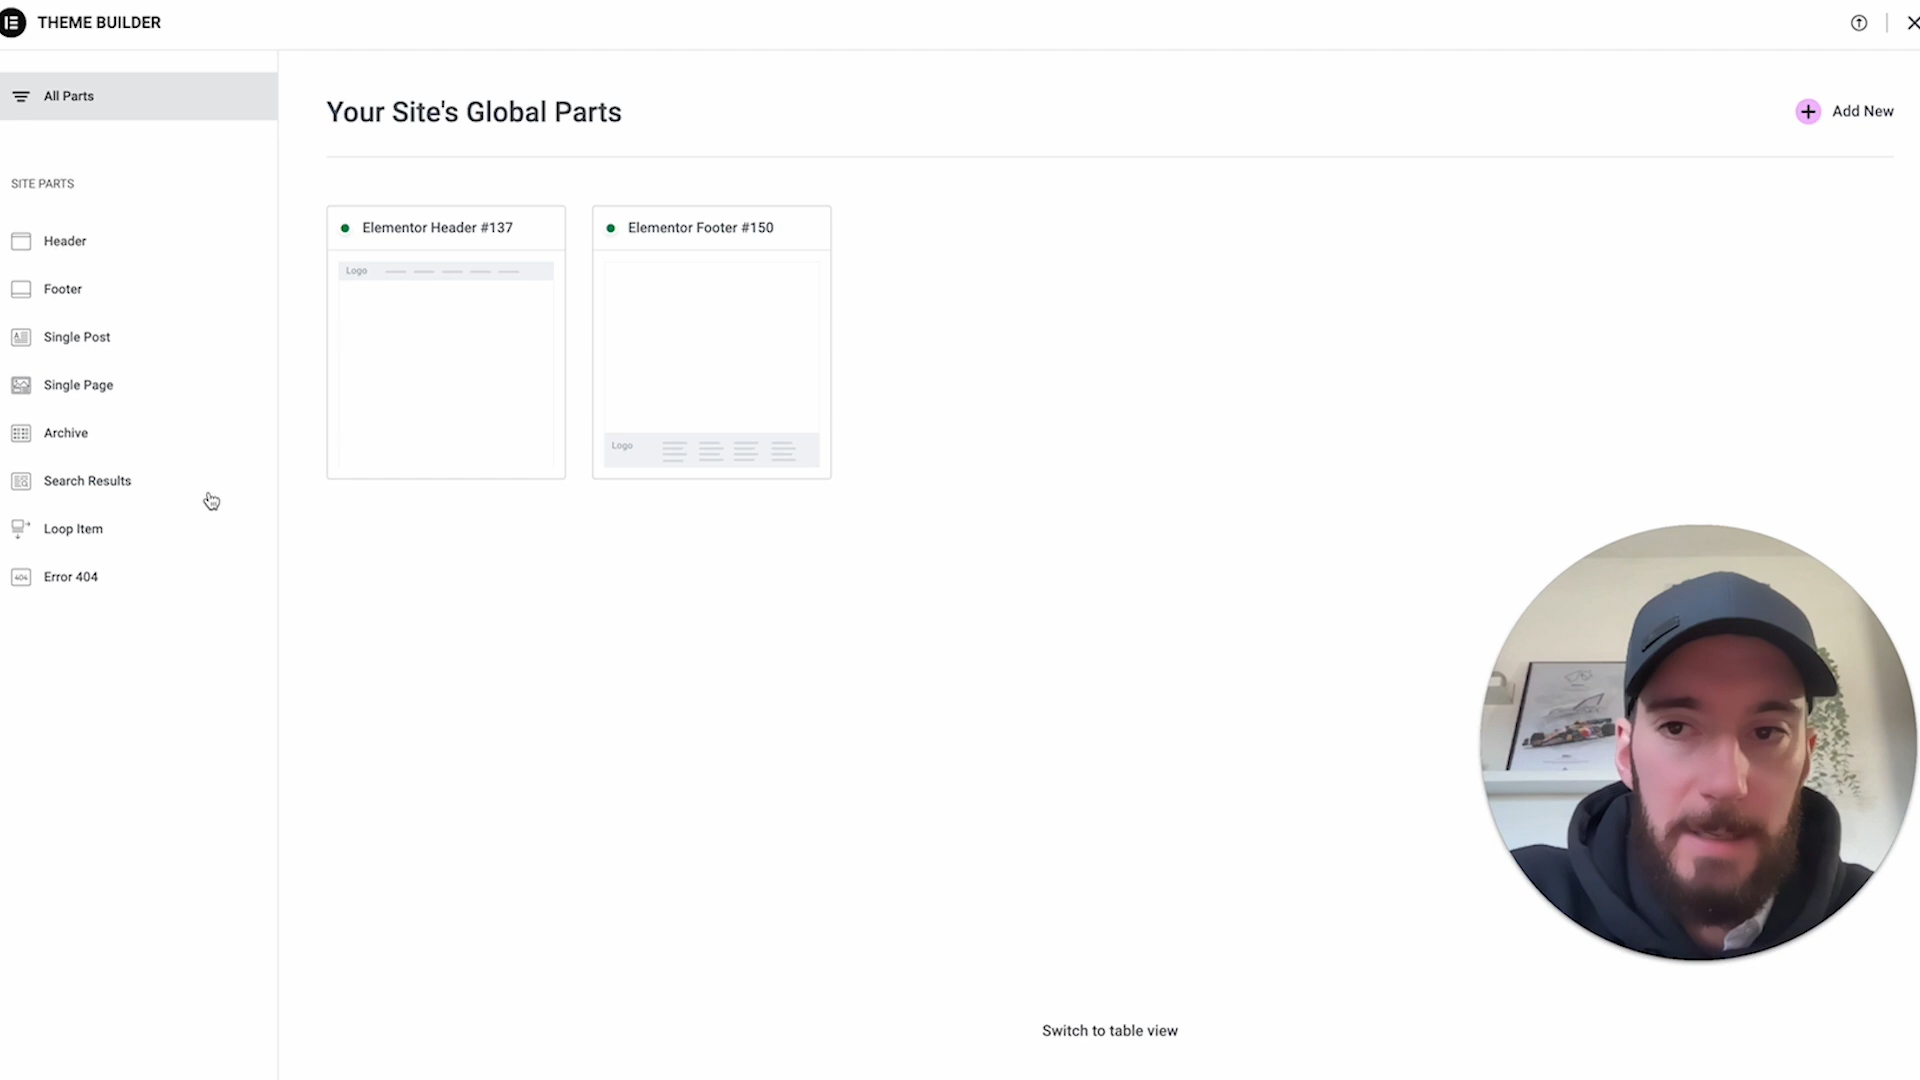 THEME BUILDER
All Parts
Your Site's Global Parts
Add New
SITE PARTS
Header
Footer
Single Post
Single Page
Archive
Search Results
Loop Item
Error 404
Elementor Header #137
Logo
Elementor Footer #150
Logo
404
Switch to table view